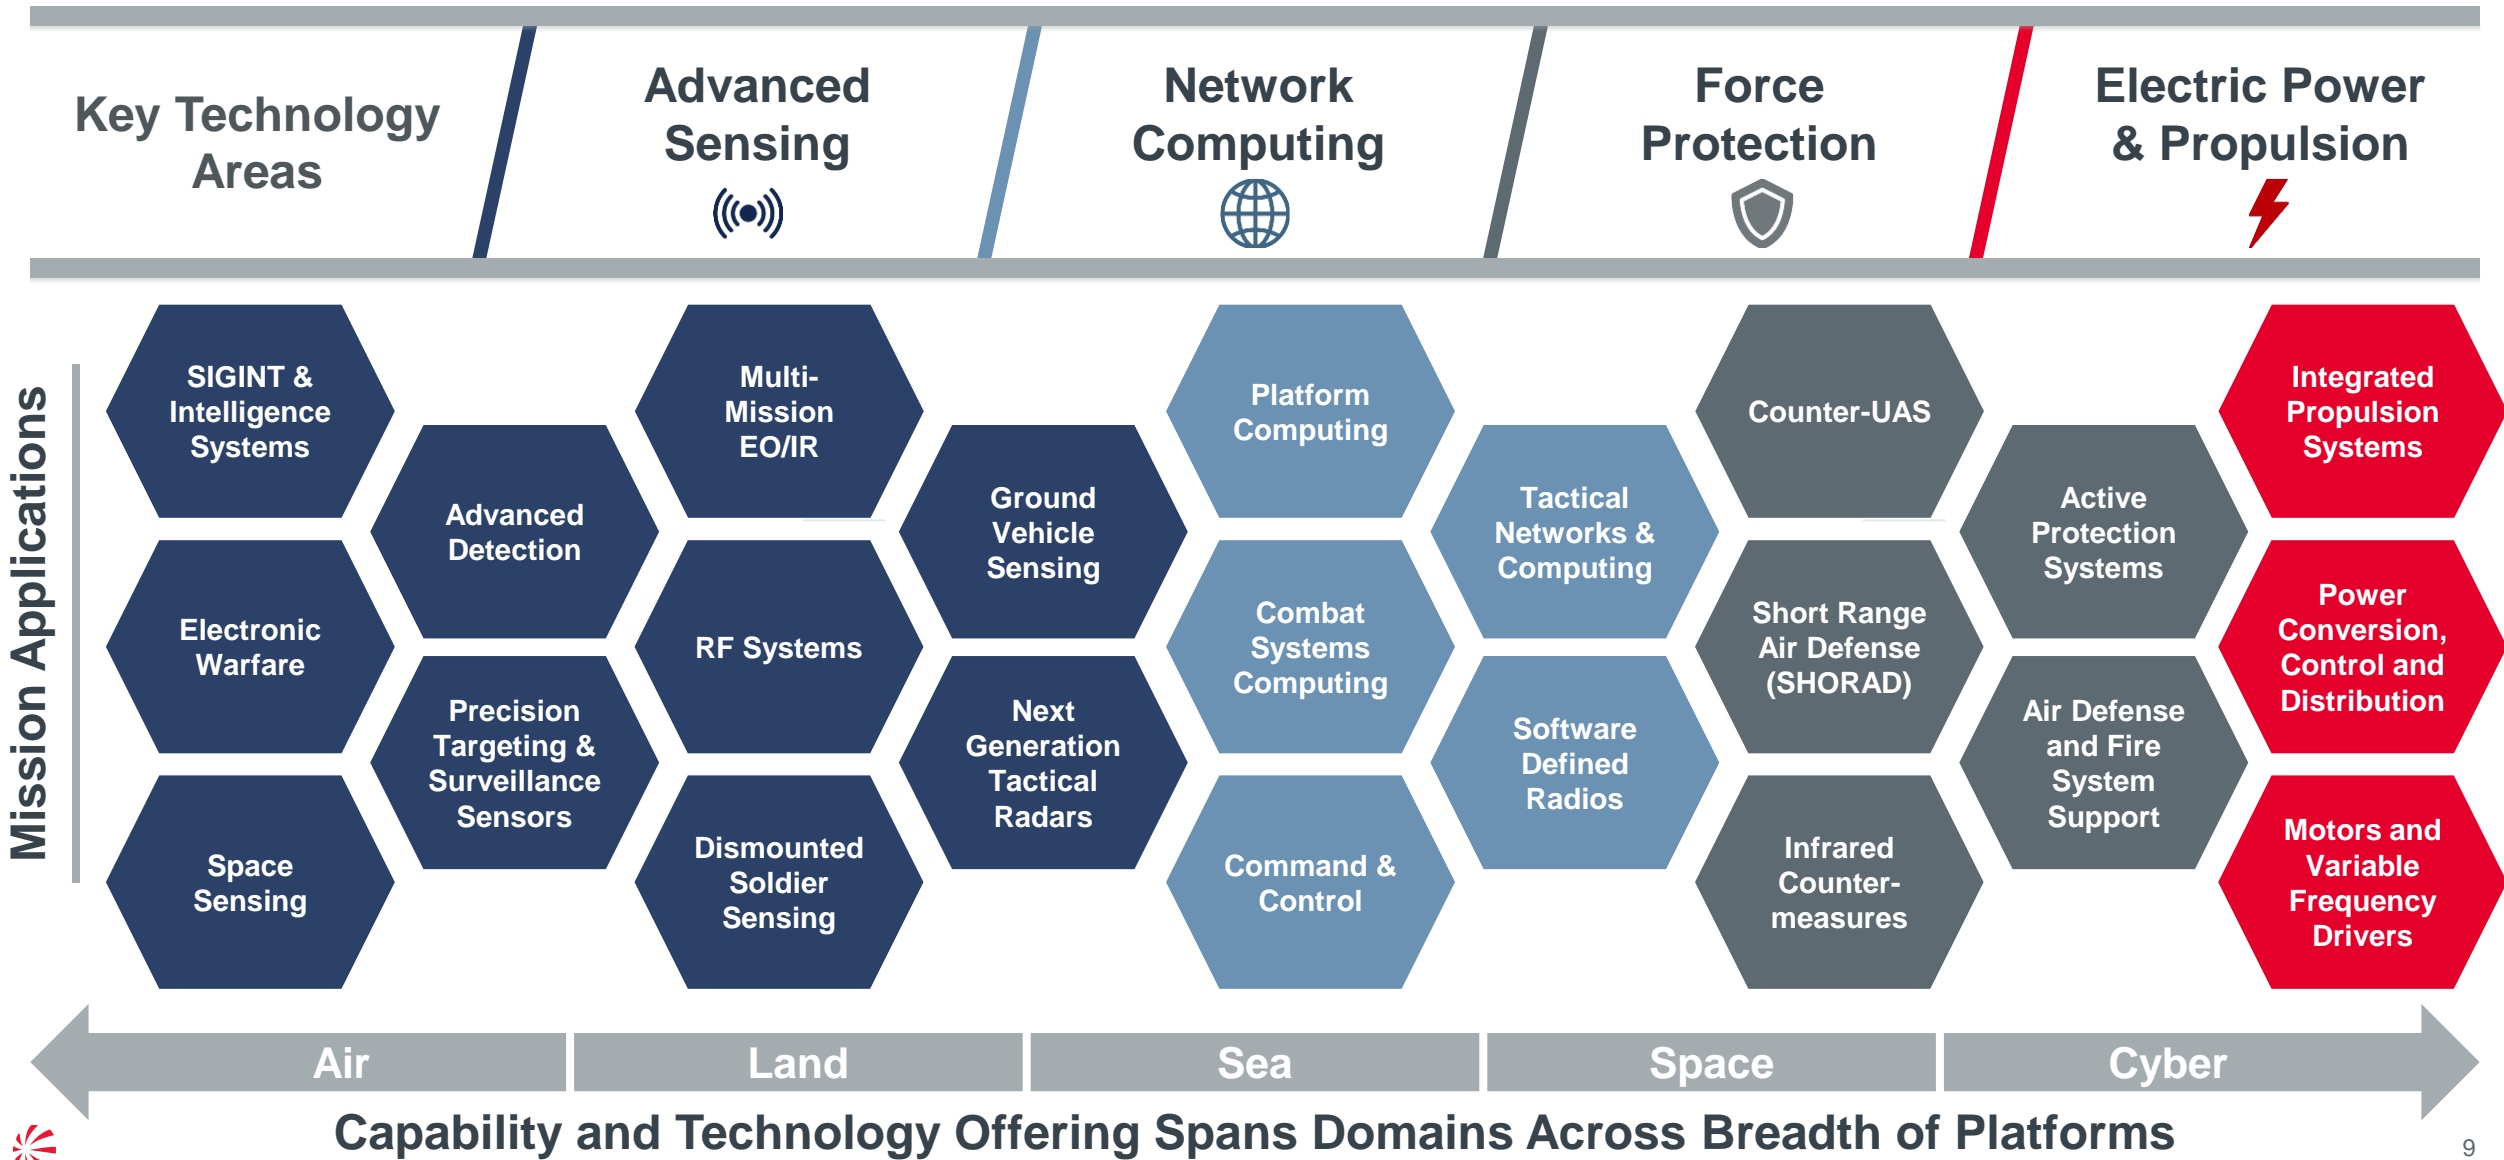 Key Technology
Areas
Advanced
Sensing
Network
Computing
Force
Protection
Electric Power
& Propulsion
Mission Applications
SIGINT &
Intelligence
Systems
Electronic
Warfare
Space
Sensing
Advanced
Detection
Precision
Targeting &
Surveillance
Sensors
Multi-
Mission
EO/IR
RF Systems
Dismounted
Soldier
Sensing
Ground
Vehicle
Sensing
Next
Generation
Tactical
Radars
Platform
Computing
Combat
Systems
Computing
Command &
Control
Tactical
Networks &
Computing
Software
Defined
Radios
Counter-UAS
Short Range
Air Defense
(SHORAD)
Infrared
Counter-
measures
Active
Protection
Systems
Air Defense
and Fire
System
Support
Integrated
Propulsion
Systems
Power
Conversion,
Control and
Distribution
Motors and
Variable
Frequency
Drivers
Air
Land
Sea
Space
Cyber
Capability and Technology Offering Spans Domains Across Breadth of Platforms
9